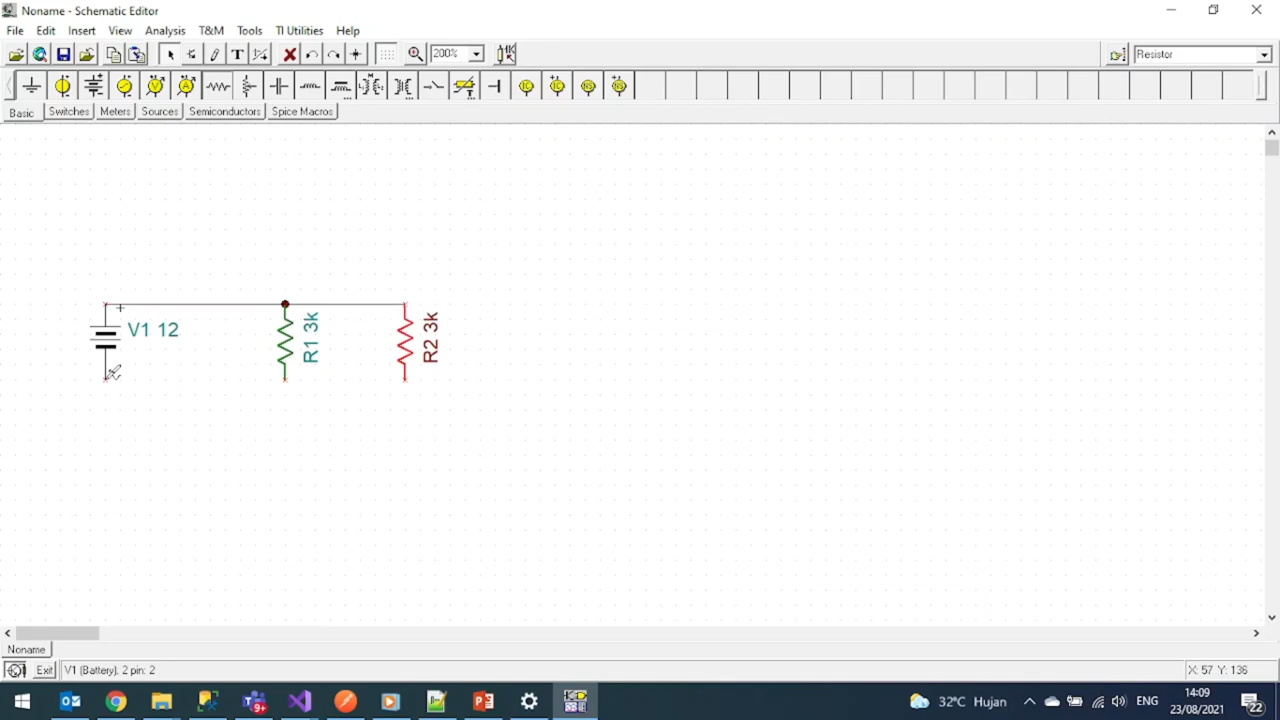 Noname - Schematic Editor
File Edit Insert View Analysis T&M Tools TI Utilities Help
200% Resistor
Basic Switches Meters Sources Semiconductors Spice Macros
V1 12
R1 3k
R2 3k
Noname
Exit V1 (Battery), 2 pin: 2 X: 57 Y: 136
32°C Hujan ENG 14:09
23/08/2021 22